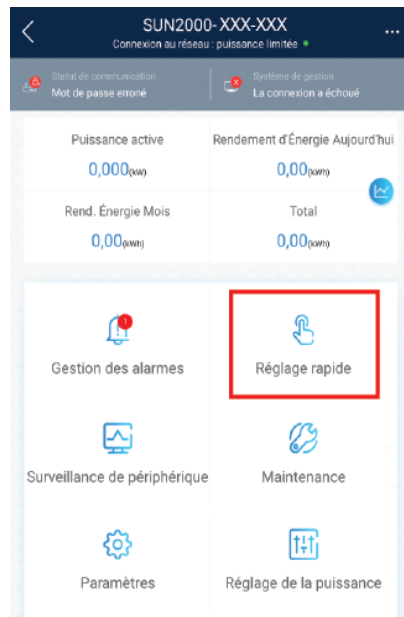 SUN2000-XXX-XXX
Connexion au réseau : puissance limitée
Statut de communication
Mot de passe erroné
Système de gestion
La connexion a échoué
Puissance active
0,000(kW)
Rendement d'Énergie Aujourd'hui
0,00(kWh)
Rend. Énergie Mois
0,00(kWh)
Total
0,00(kWh)
1
Gestion des alarmes
Réglage rapide
Surveillance de périphérique
Maintenance
Paramètres
Réglage de la puissance